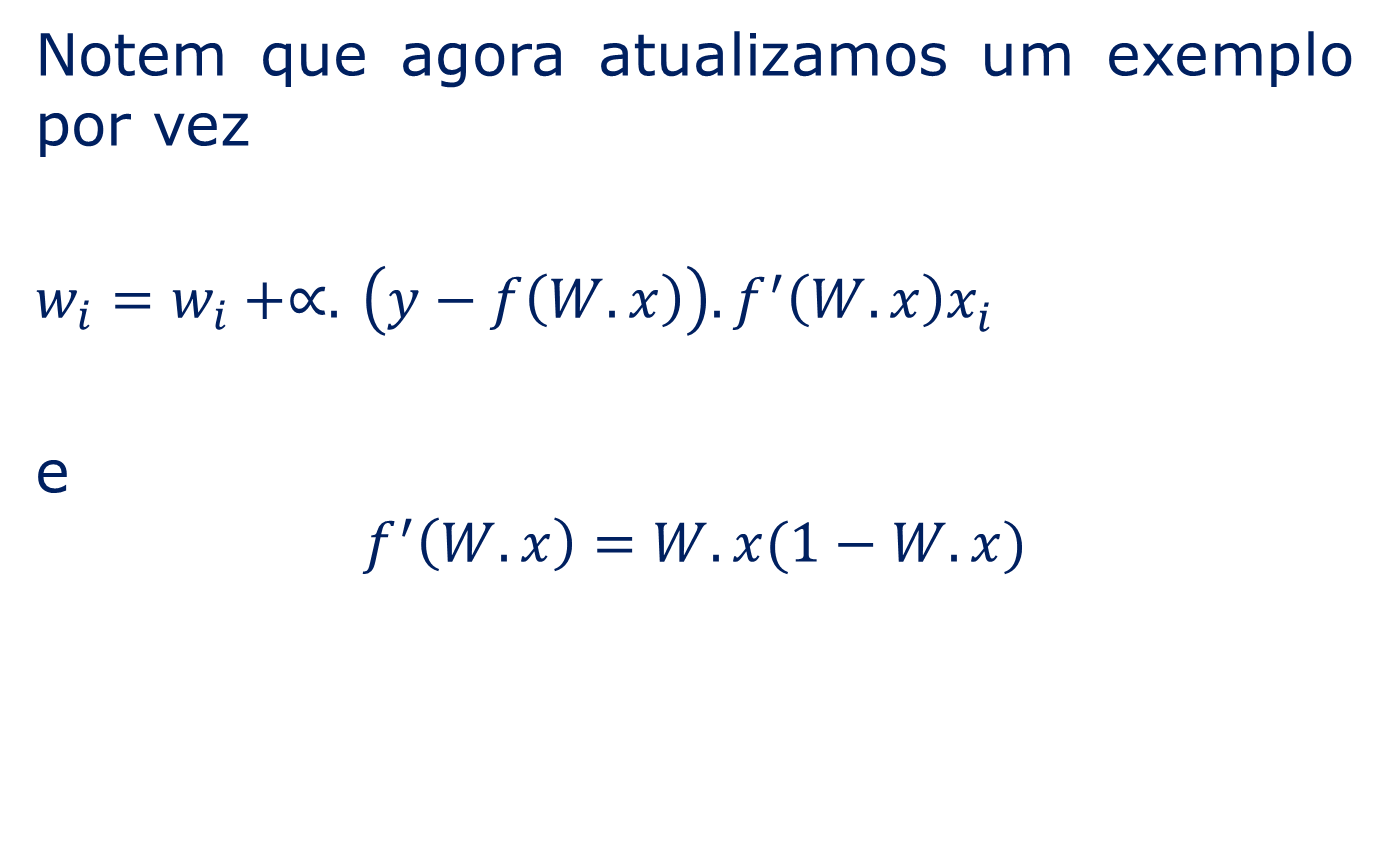 Notem que agora atualizamos um exemplo
por vez
𝑤ᵢ = 𝑤ᵢ +∝. (𝑦 − 𝑓(𝑊.𝑥)).𝑓′(𝑊.𝑥)𝑥ᵢ
e
𝑓′(𝑊.𝑥) = 𝑊.𝑥(1 − 𝑊.𝑥)